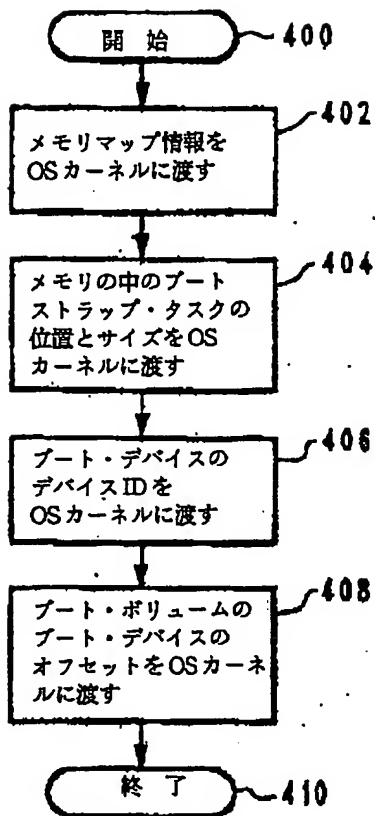 開始
400
402
メモリマップ情報を
OSカーネルに渡す
404
メモリの中のブート
ストラップ・タスクの
位置とサイズをOS
カーネルに渡す
406
ブート・デバイスの
デバイスIDを
OSカーネルに渡す
408
ブート・ボリュームの
ブート・デバイスの
オフセットをOSカーネ
ルに渡す
終了
410